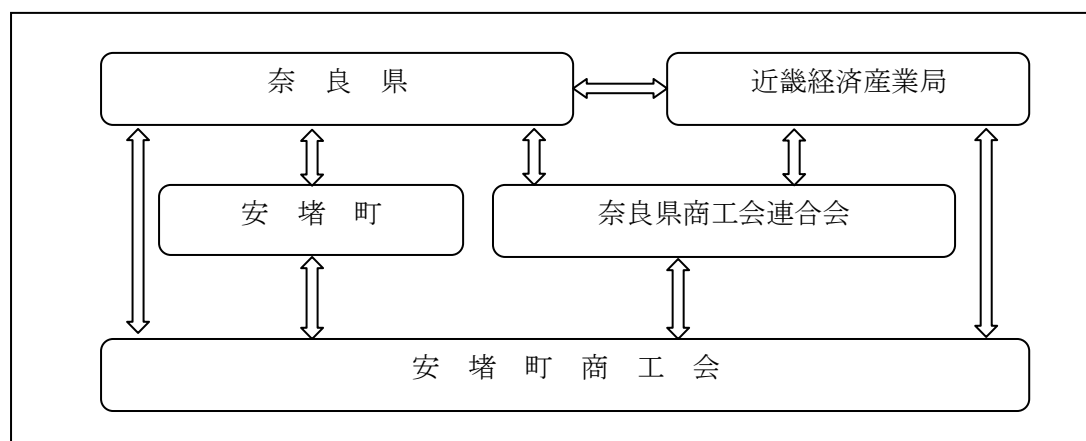 奈 良 県
近畿経済産業局
安 堵 町
奈良県商工会連合会
安 堵 町 商 工 会